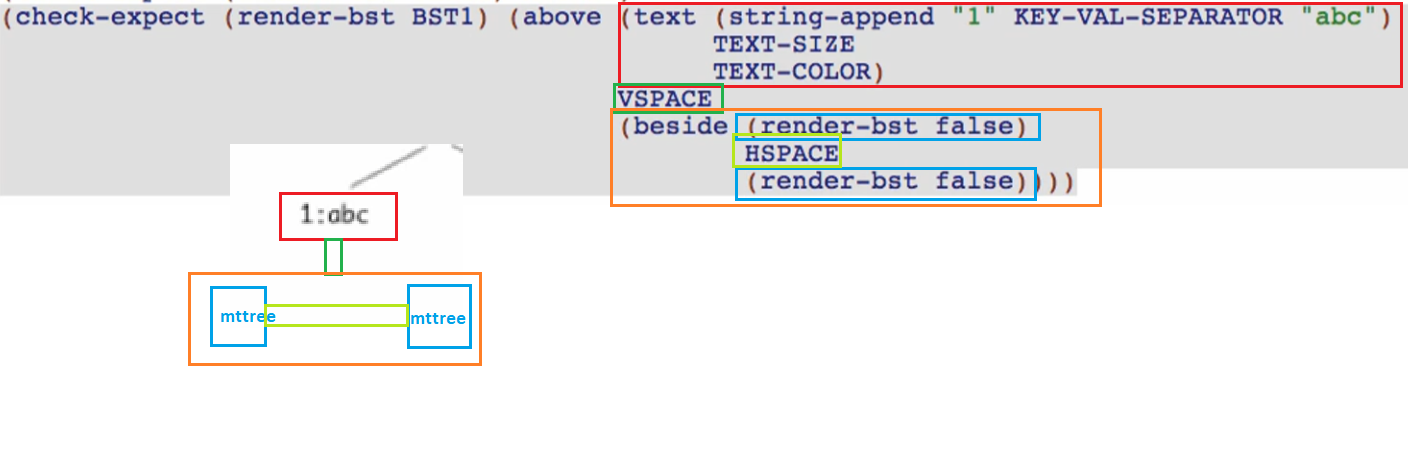 (check-expect (render-bst BST1) (above (text (string-append "1" KEY-VAL-SEPARATOR "abc")
TEXT-SIZE
TEXT-COLOR)
VSPACE
(beside (render-bst false)
HSPACE
(render-bst false))))
1:abc
mttree mttree